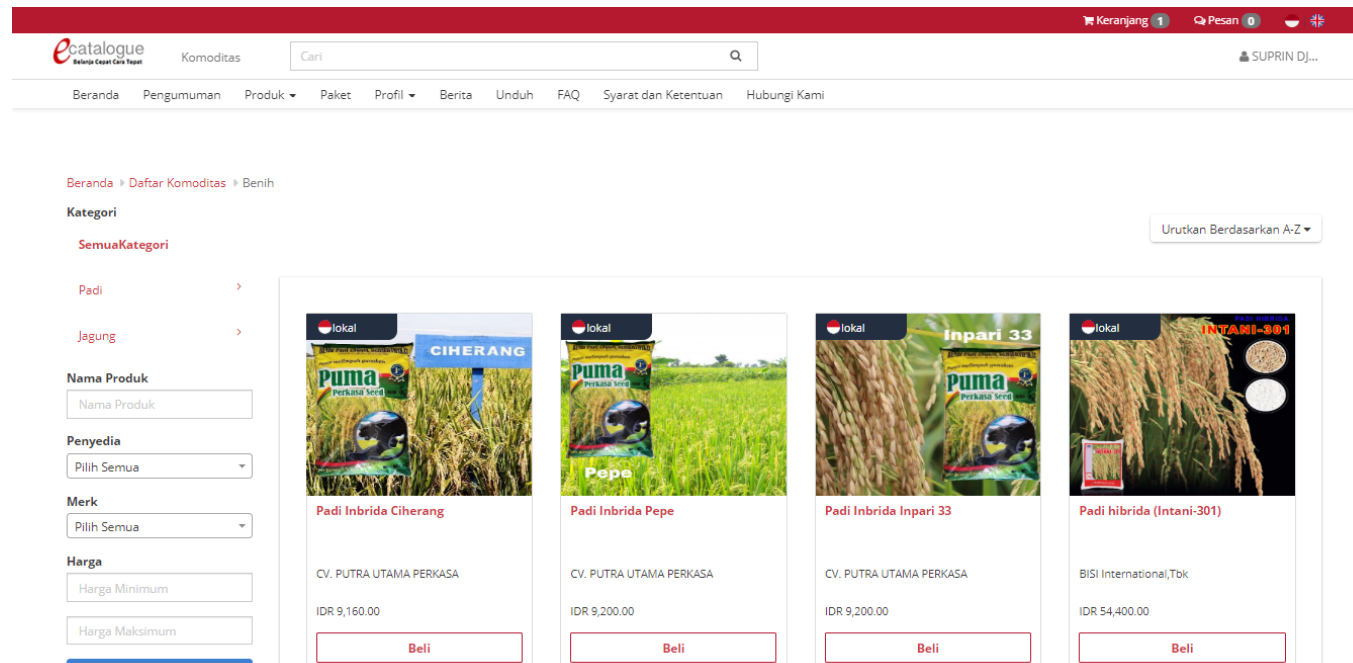 Keranjang 1 Pesan 0
ecatalogue
Belanja Cepat Cara Tepat
Komoditas
Cari
SUPRIN DJ...
Beranda Pengumuman Produk Paket Profil Berita Unduh FAQ Syarat dan Ketentuan Hubungi Kami
Beranda Daftar Komoditas Benih
Kategori
Urutkan Berdasarkan A-Z
SemuaKategori
Padi
Jagung
Nama Produk
Nama Produk
Penyedia
Pilih Semua
Merk
Pilih Semua
Harga
Harga Minimum
Harga Maksimum
lokal
CIHERANG
Puma
Perkasa Seed
Padi Inbrida Ciherang
CV. PUTRA UTAMA PERKASA
IDR 9,160.00
Beli
lokal
Puma
Perkasa Seed
Pepe
Padi Inbrida Pepe
CV. PUTRA UTAMA PERKASA
IDR 9,200.00
Beli
lokal
Inpari 33
Puma
Perkasa Seed
Padi Inbrida Inpari 33
CV. PUTRA UTAMA PERKASA
IDR 9,200.00
Beli
lokal
PADI HIBRIDA
INTANI-301
Padi hibrida (Intani-301)
BISI International,Tbk
IDR 54,400.00
Beli